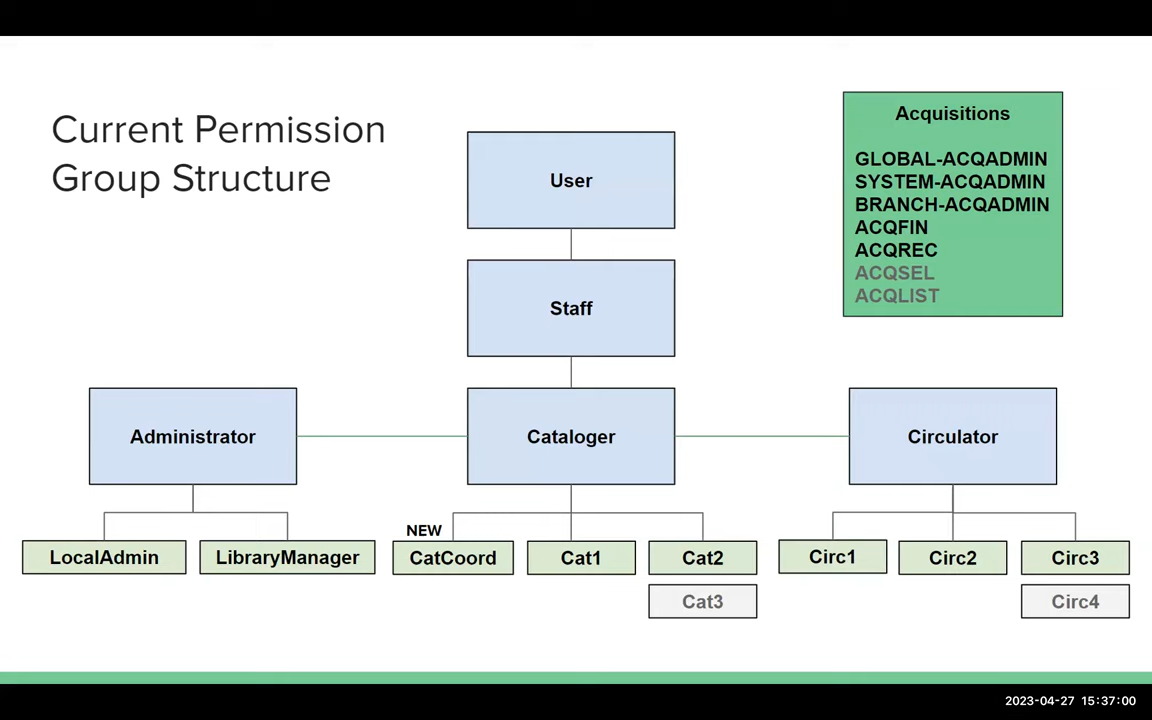 Current Permission
Group Structure
Acquisitions
GLOBAL-ACQADMIN
SYSTEM-ACQADMIN
BRANCH-ACQADMIN
ACQFIN
ACQREC
ACQSEL
ACQLIST
User
Staff
Administrator
Cataloger
Circulator
NEW
LocalAdmin
LibraryManager
CatCoord
Cat1
Cat2
Cat3
Circ1
Circ2
Circ3
Circ4
2023-04-27 15:37:00